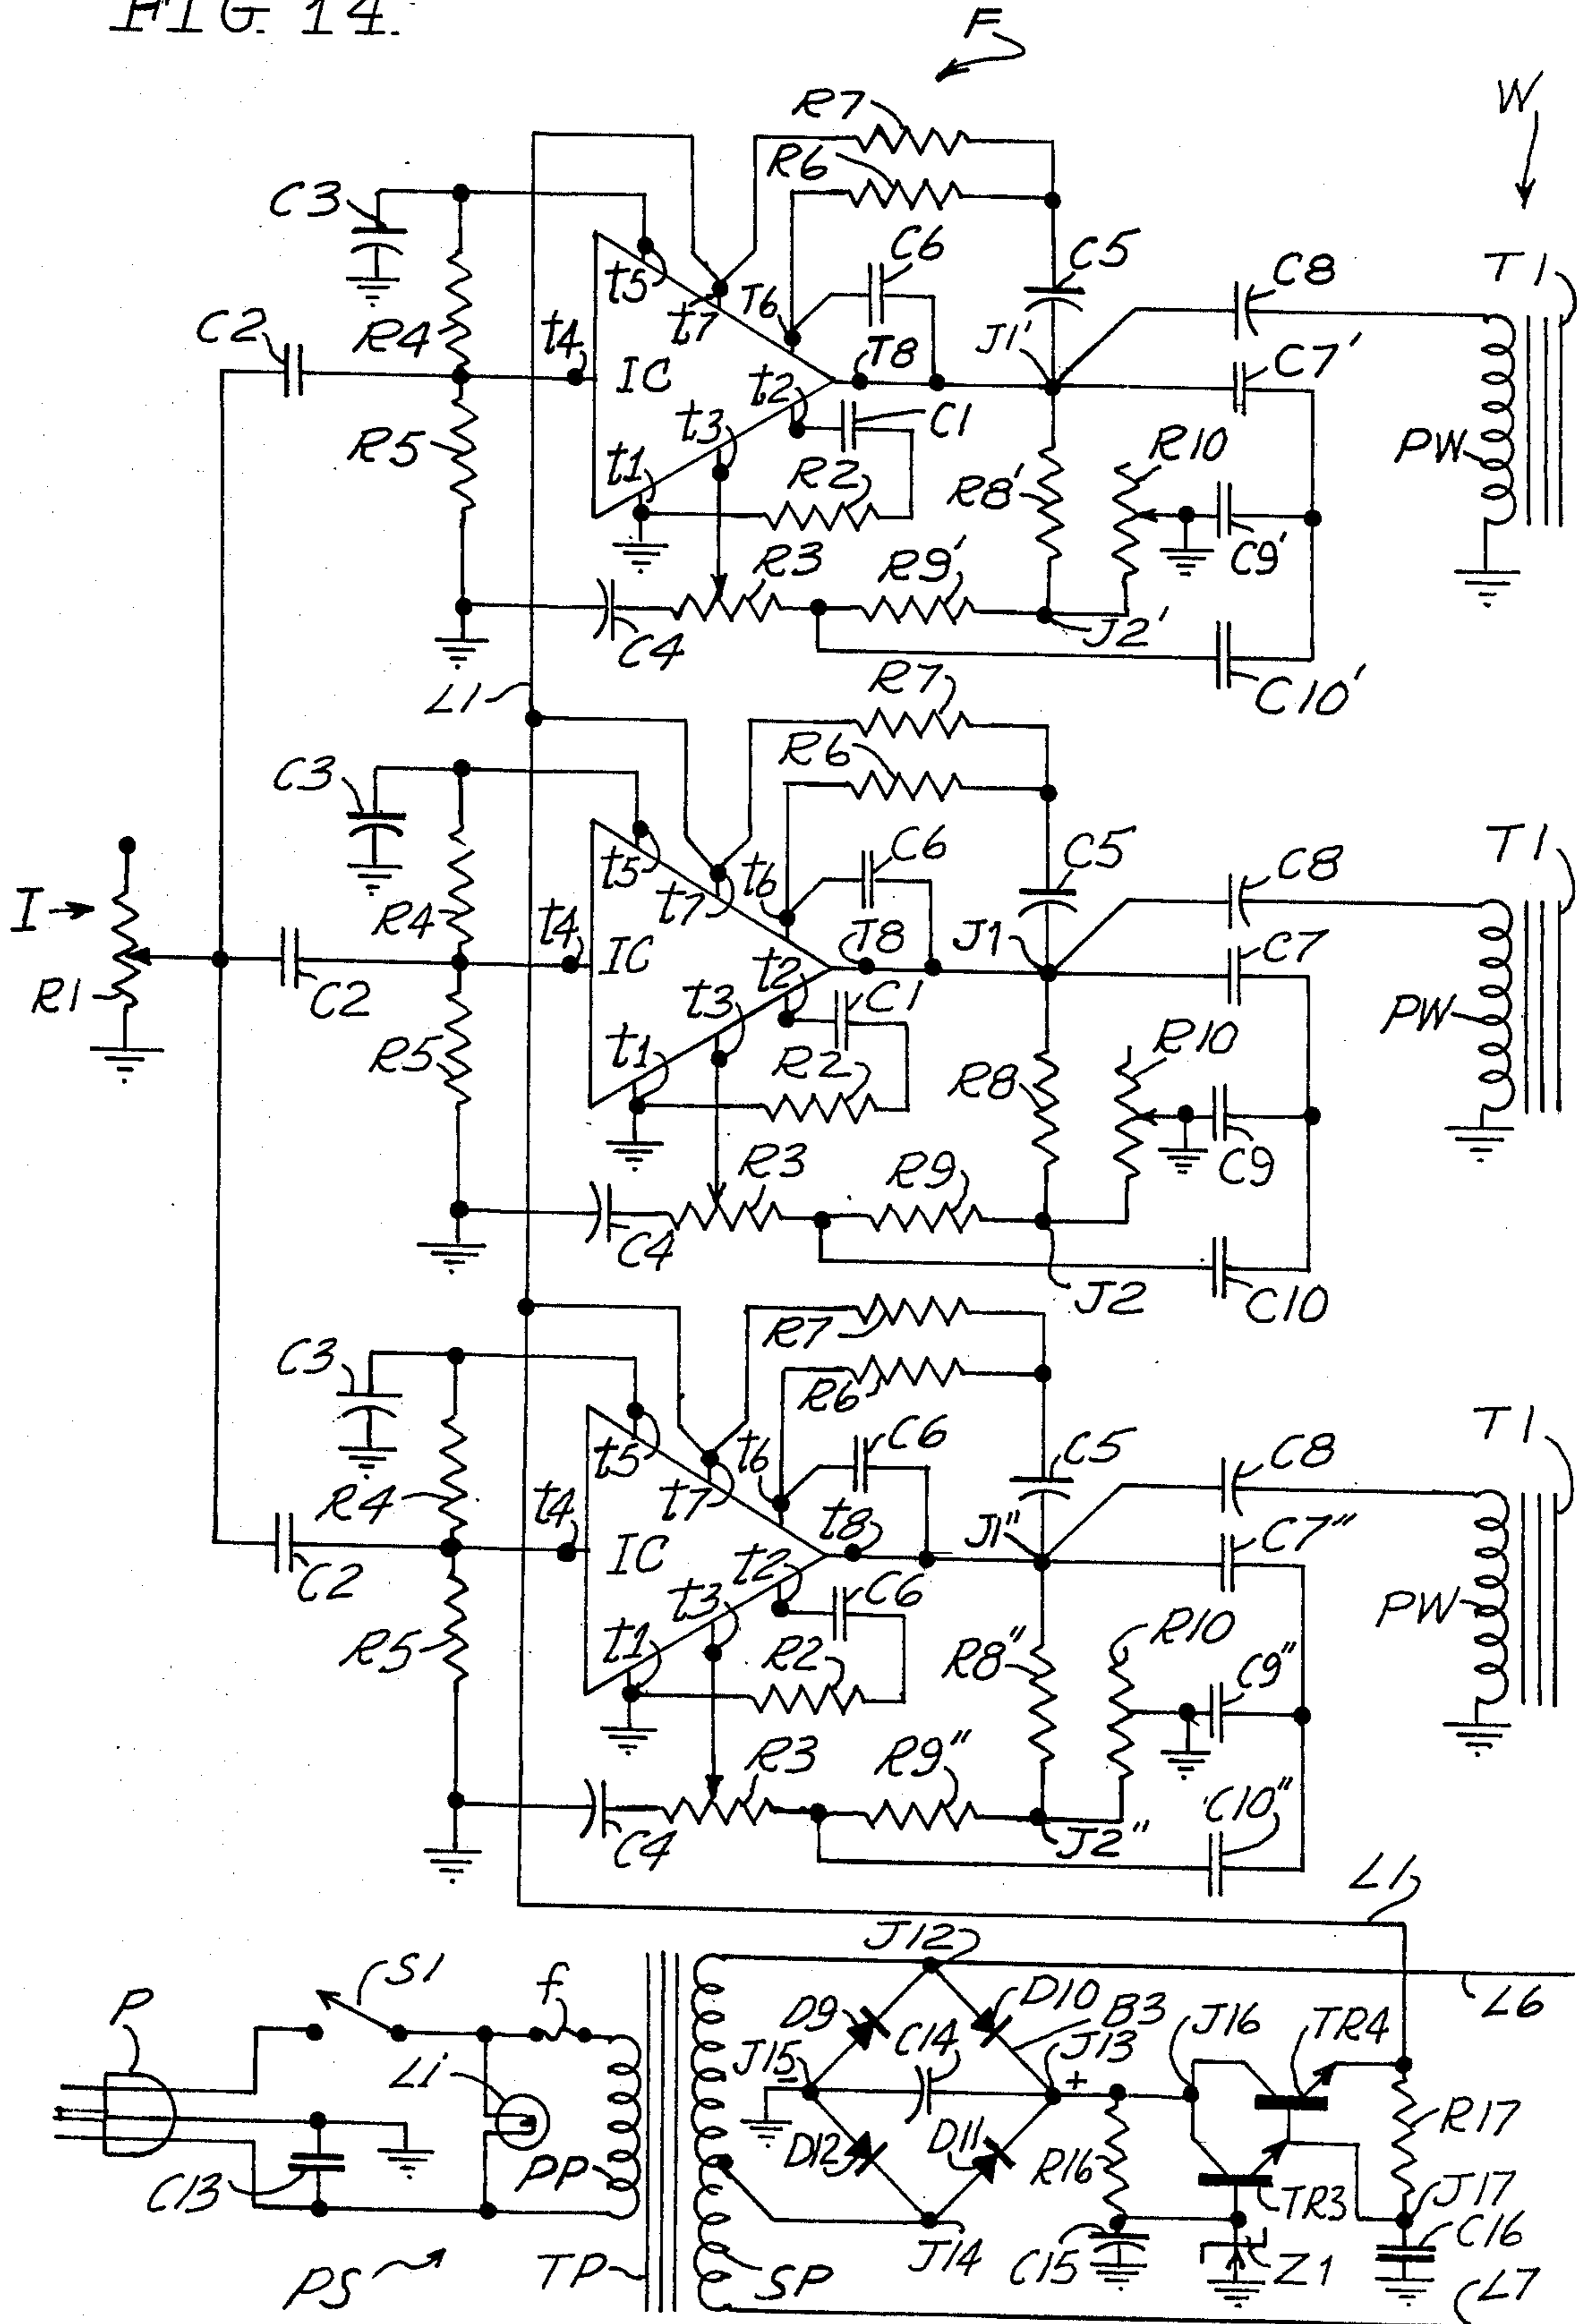 FIG. 14.
F
W
R7
R6
C3
C6
C5
C8
T1
t5
t7
T6
C2
R4
t4
IC
T8
J1'
C7'
t2
C1
R5
t3
R10
PW
t1
R2
R8'
C9'
R3
R9'
C4
J2'
L1
C10'
R7
R6
C3
C6
C5
C8
T1
t5
t7
t6
I
R4
t4
IC
T8
J1
C7
R1
C2
t2
C1
PW
t3
R5
t1
R2
R8
R10
C9
R3
R9
C4
J2
C10
R7
C3
R6
T1
C6
C5
C8
t5
t7
t6
R4
t4
t8
J1"
C7"
C2
IC
t2
C6
PW
t3
R5
t1
R2
R8"
R10
C9"
R3
R9"
C4
J2"
C10"
L1
J12
S1
f
P
D9
D10
B3
J16
TR4
L6
C14
J13
Li
J15
-
+
R17
D12
D11
R16
C13
PP
TR3
J17
C16
J14
C15
Z1
PS
TP
SP
L7